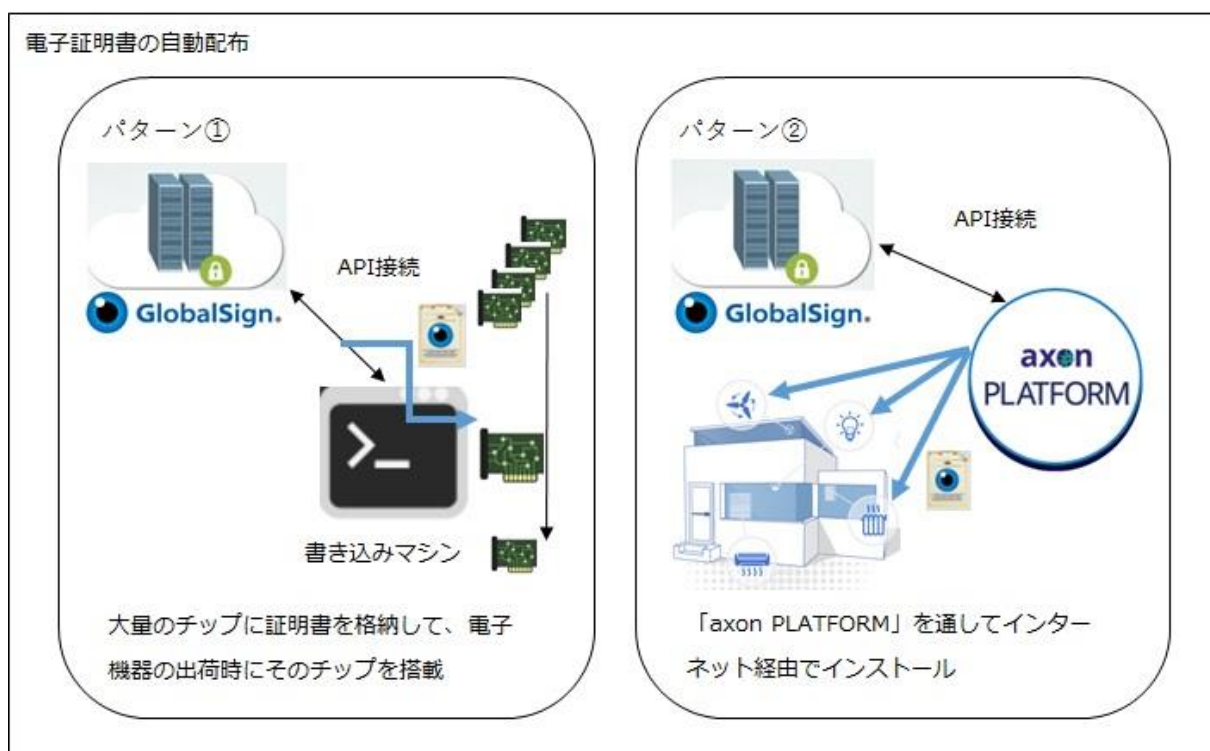 電子証明書の自動配布
パターン①
GlobalSign.
API接続
>_
書き込みマシン
大量のチップに証明書を格納して、電子
機器の出荷時にそのチップを搭載
パターン②
GlobalSign.
API接続
axon
PLATFORM
「axon PLATFORM」を通してインター
ネット経由でインストール